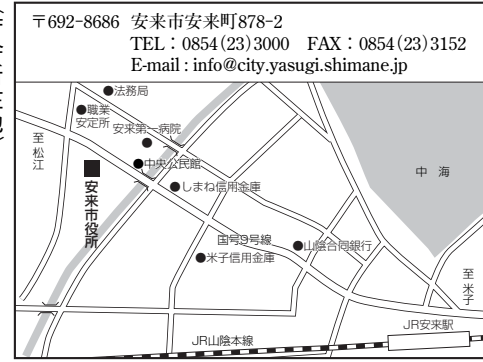 〒692-8686 安来市安来町878-2
TEL：0854(23)3000 FAX：0854(23)3152
E-mail : info@city.yasugi.shimane.jp
法務局
職業
安定所
安来第一病院
至松江
中央公民館
安来市役所
しまね信用金庫
中海
国号9号線
山陰合同銀行
米子信用金庫
至米子
JR安来駅
JR山陰本線